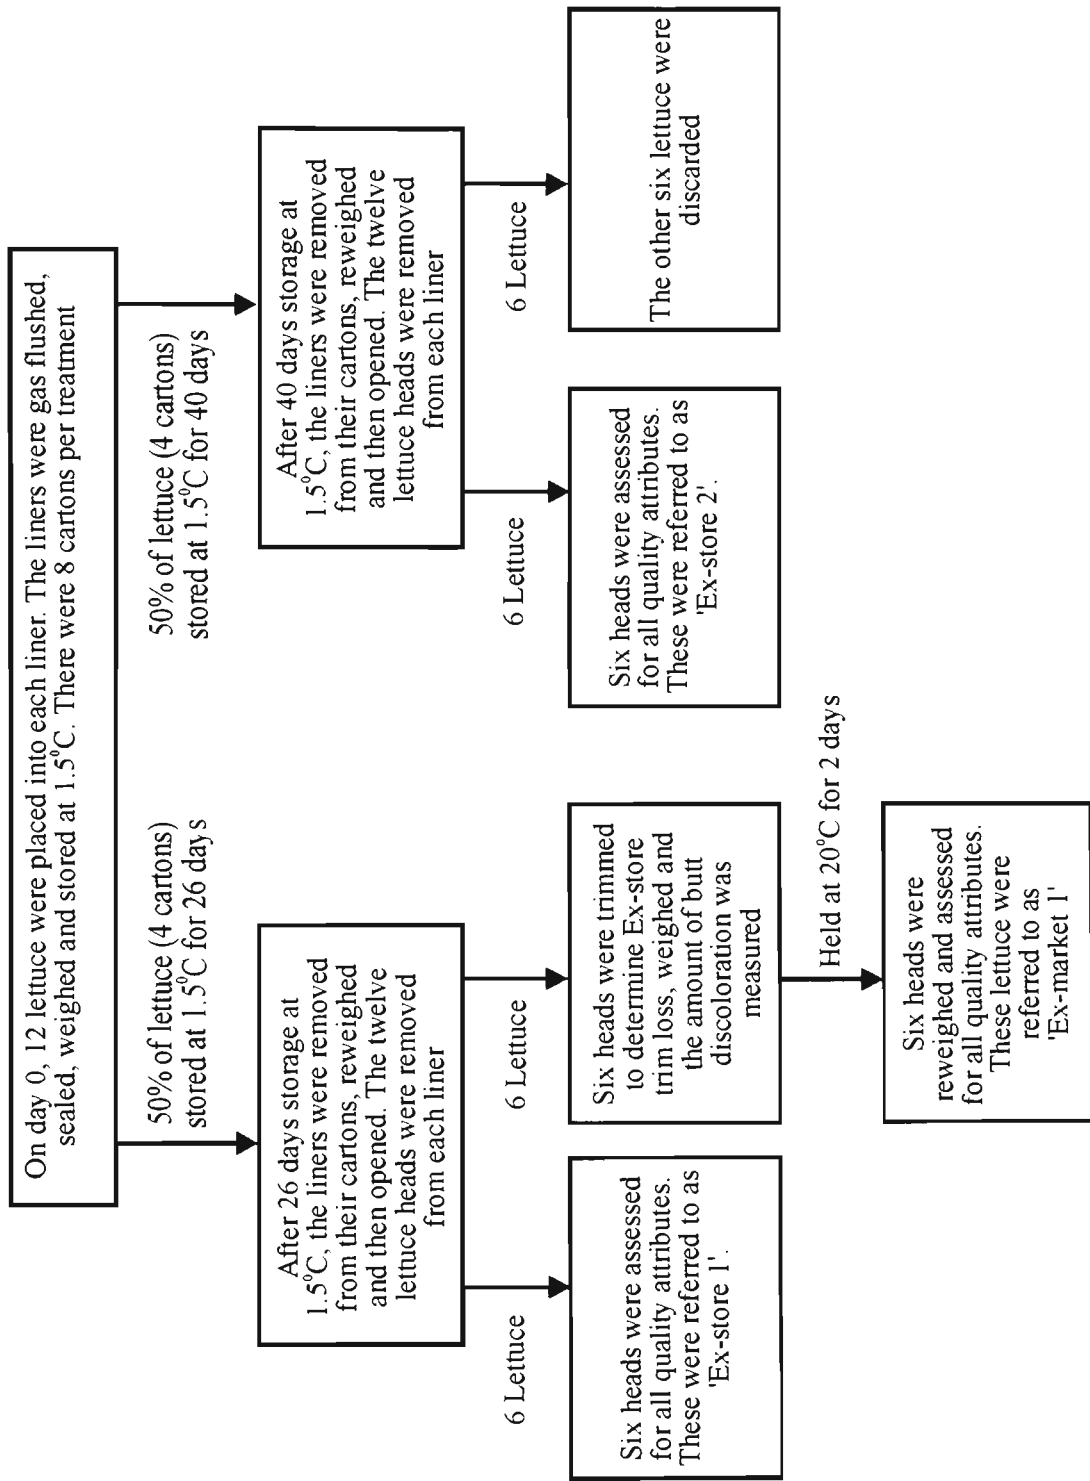 On day 0, 12 lettuce were placed into each liner. The liners were gas flushed,
sealed, weighed and stored at 1.5⁰C. There were 8 cartons per treatment
50% of lettuce (4 cartons)
stored at 1.5⁰C for 26 days
50% of lettuce (4 cartons)
stored at 1.5⁰C for 40 days
After 26 days storage at
1.5⁰C, the liners were removed
from their cartons, reweighed
and then opened. The twelve
lettuce heads were removed
from each liner
After 40 days storage at
1.5⁰C, the liners were removed
from their cartons, reweighed
and then opened. The twelve
lettuce heads were removed
from each liner
6 Lettuce
6 Lettuce
6 Lettuce
6 Lettuce
Six heads were assessed
for all quality attributes.
These were referred to as
'Ex-store 1'.
Six heads were trimmed
to determine Ex-store
trim loss, weighed and
the amount of butt
discoloration was
measured
Six heads were assessed
for all quality attributes.
These were referred to as
'Ex-store 2'.
The other six lettuce were
discarded
Held at 20⁰C for 2 days
Six heads were
reweighed and assessed
for all quality attributes.
These lettuce were
referred to as
'Ex-market 1'